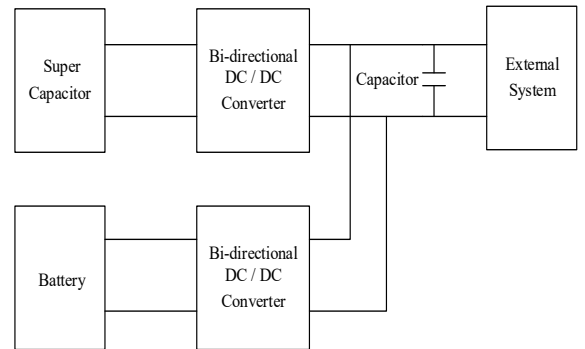 Super
Capacitor
Bi-directional
DC / DC
Converter
Capacitor
External
System
Battery
Bi-directional
DC / DC
Converter